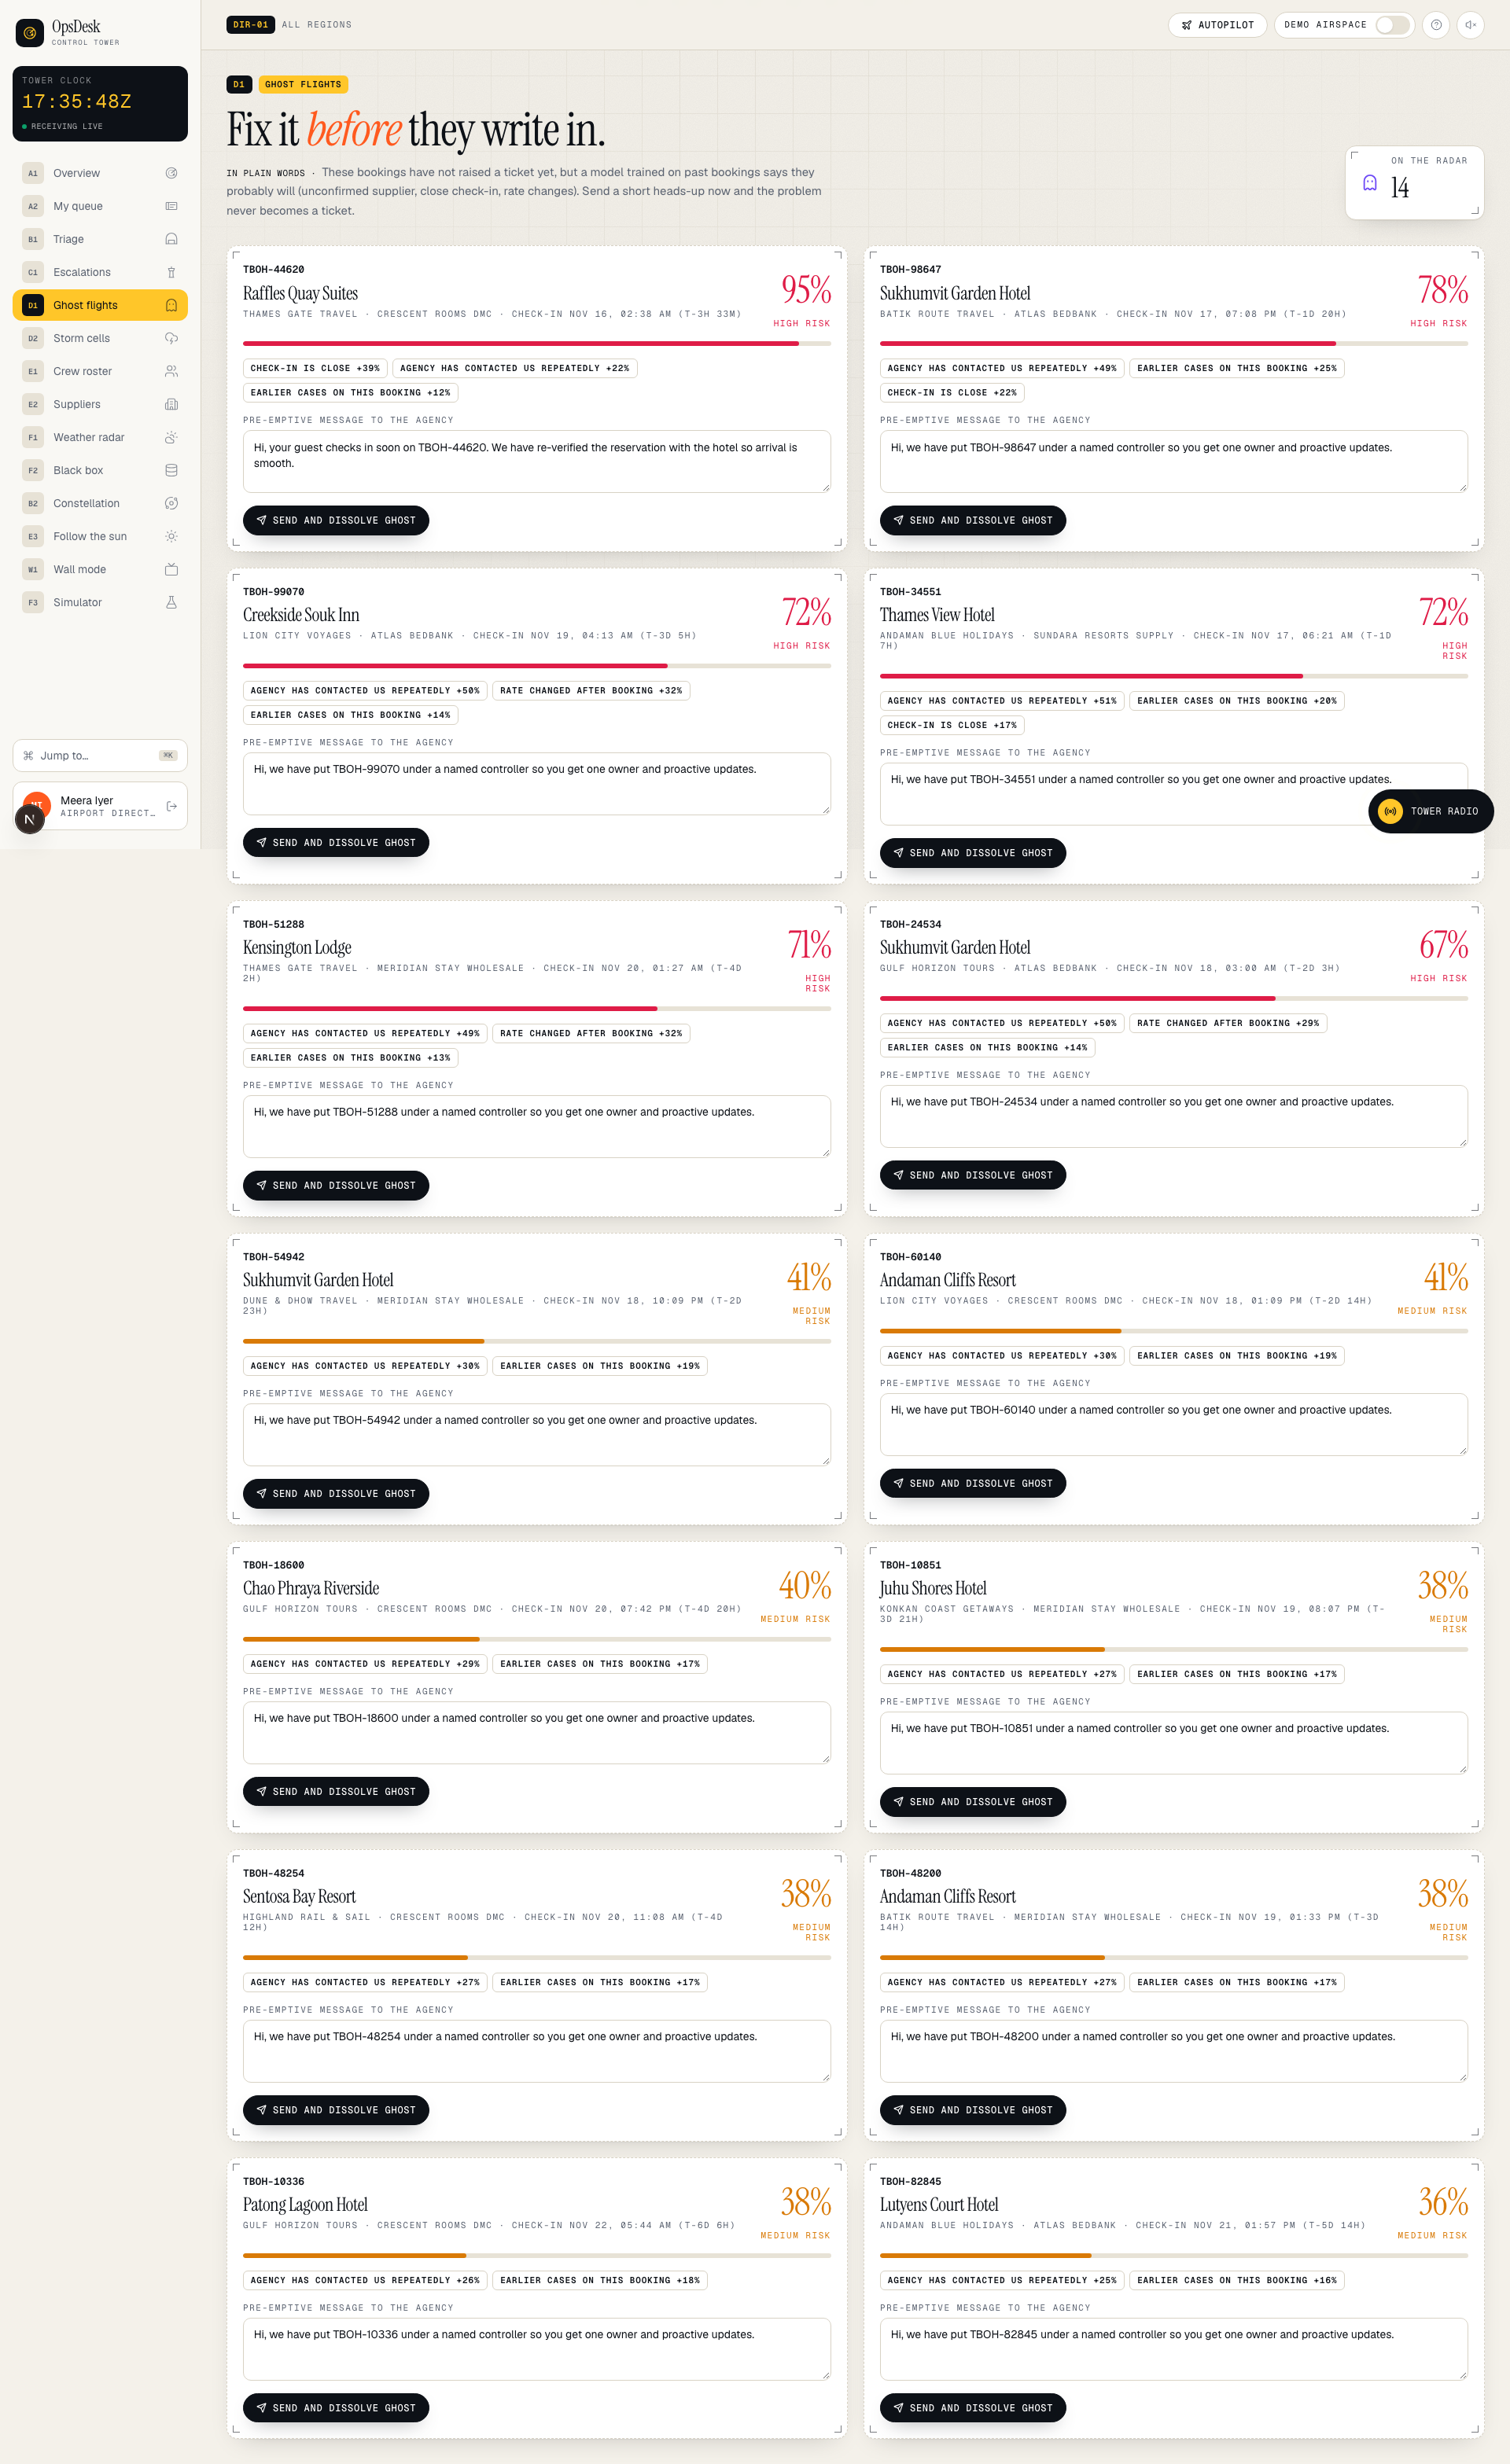 OpsDesk
CONTROL TOWER
TOWER CLOCK
17:35:48Z
RECEIVING LIVE
A1 Overview
A2 My queue
B1 Triage
C1 Escalations
D1 Ghost flights
D2 Storm cells
E1 Crew roster
E2 Suppliers
F1 Weather radar
F2 Black box
B2 Constellation
E3 Follow the sun
W1 Wall mode
F3 Simulator
⌘ Jump to… ⌘K
Meera Iyer
AIRPORT DIRECT…
N
DIR-01 ALL REGIONS
AUTOPILOT
DEMO AIRSPACE
D1 GHOST FLIGHTS
Fix it before they write in.
IN PLAIN WORDS · These bookings have not raised a ticket yet, but a model trained on past bookings says they
probably will (unconfirmed supplier, close check-in, rate changes). Send a short heads-up now and the problem
never becomes a ticket.
ON THE RADAR
14
TBOH-44620
Raffles Quay Suites
THAMES GATE TRAVEL · CRESCENT ROOMS DMC · CHECK-IN NOV 16, 02:38 AM (T-3H 33M)
95%
HIGH RISK
CHECK-IN IS CLOSE +39% AGENCY HAS CONTACTED US REPEATEDLY +22%
EARLIER CASES ON THIS BOOKING +12%
PRE-EMPTIVE MESSAGE TO THE AGENCY
Hi, your guest checks in soon on TBOH-44620. We have re-verified the reservation with the hotel so arrival is
smooth.
SEND AND DISSOLVE GHOST
TBOH-98647
Sukhumvit Garden Hotel
BATIK ROUTE TRAVEL · ATLAS BEDBANK · CHECK-IN NOV 17, 07:08 PM (T-1D 20H)
78%
HIGH RISK
AGENCY HAS CONTACTED US REPEATEDLY +49% EARLIER CASES ON THIS BOOKING +25%
CHECK-IN IS CLOSE +22%
PRE-EMPTIVE MESSAGE TO THE AGENCY
Hi, we have put TBOH-98647 under a named controller so you get one owner and proactive updates.
SEND AND DISSOLVE GHOST
TBOH-99070
Creekside Souk Inn
LION CITY VOYAGES · ATLAS BEDBANK · CHECK-IN NOV 19, 04:13 AM (T-3D 5H)
72%
HIGH RISK
AGENCY HAS CONTACTED US REPEATEDLY +50% RATE CHANGED AFTER BOOKING +32%
EARLIER CASES ON THIS BOOKING +14%
PRE-EMPTIVE MESSAGE TO THE AGENCY
Hi, we have put TBOH-99070 under a named controller so you get one owner and proactive updates.
SEND AND DISSOLVE GHOST
TBOH-34551
Thames View Hotel
ANDAMAN BLUE HOLIDAYS · SUNDARA RESORTS SUPPLY · CHECK-IN NOV 17, 06:21 AM (T-1D
7H)
72%
HIGH
RISK
AGENCY HAS CONTACTED US REPEATEDLY +51% EARLIER CASES ON THIS BOOKING +20%
CHECK-IN IS CLOSE +17%
PRE-EMPTIVE MESSAGE TO THE AGENCY
Hi, we have put TBOH-34551 under a named controller so you get one owner and proactive updates.
SEND AND DISSOLVE GHOST
TOWER RADIO
TBOH-51288
Kensington Lodge
THAMES GATE TRAVEL · MERIDIAN STAY WHOLESALE · CHECK-IN NOV 20, 01:27 AM (T-4D
2H)
71%
HIGH
RISK
AGENCY HAS CONTACTED US REPEATEDLY +49% RATE CHANGED AFTER BOOKING +32%
EARLIER CASES ON THIS BOOKING +13%
PRE-EMPTIVE MESSAGE TO THE AGENCY
Hi, we have put TBOH-51288 under a named controller so you get one owner and proactive updates.
SEND AND DISSOLVE GHOST
TBOH-24534
Sukhumvit Garden Hotel
GULF HORIZON TOURS · ATLAS BEDBANK · CHECK-IN NOV 18, 03:00 AM (T-2D 3H)
67%
HIGH RISK
AGENCY HAS CONTACTED US REPEATEDLY +50% RATE CHANGED AFTER BOOKING +29%
EARLIER CASES ON THIS BOOKING +14%
PRE-EMPTIVE MESSAGE TO THE AGENCY
Hi, we have put TBOH-24534 under a named controller so you get one owner and proactive updates.
SEND AND DISSOLVE GHOST
TBOH-54942
Sukhumvit Garden Hotel
DUNE & DHOW TRAVEL · MERIDIAN STAY WHOLESALE · CHECK-IN NOV 18, 10:09 PM (T-2D
23H)
41%
MEDIUM
RISK
AGENCY HAS CONTACTED US REPEATEDLY +30% EARLIER CASES ON THIS BOOKING +19%
PRE-EMPTIVE MESSAGE TO THE AGENCY
Hi, we have put TBOH-54942 under a named controller so you get one owner and proactive updates.
SEND AND DISSOLVE GHOST
TBOH-60140
Andaman Cliffs Resort
LION CITY VOYAGES · CRESCENT ROOMS DMC · CHECK-IN NOV 18, 01:09 PM (T-2D 14H)
41%
MEDIUM RISK
AGENCY HAS CONTACTED US REPEATEDLY +30% EARLIER CASES ON THIS BOOKING +19%
PRE-EMPTIVE MESSAGE TO THE AGENCY
Hi, we have put TBOH-60140 under a named controller so you get one owner and proactive updates.
SEND AND DISSOLVE GHOST
TBOH-18600
Chao Phraya Riverside
GULF HORIZON TOURS · CRESCENT ROOMS DMC · CHECK-IN NOV 20, 07:42 PM (T-4D 20H)
40%
MEDIUM RISK
AGENCY HAS CONTACTED US REPEATEDLY +29% EARLIER CASES ON THIS BOOKING +17%
PRE-EMPTIVE MESSAGE TO THE AGENCY
Hi, we have put TBOH-18600 under a named controller so you get one owner and proactive updates.
SEND AND DISSOLVE GHOST
TBOH-10851
Juhu Shores Hotel
KONKAN COAST GETAWAYS · MERIDIAN STAY WHOLESALE · CHECK-IN NOV 19, 08:07 PM (T-
3D 21H)
38%
MEDIUM
RISK
AGENCY HAS CONTACTED US REPEATEDLY +27% EARLIER CASES ON THIS BOOKING +17%
PRE-EMPTIVE MESSAGE TO THE AGENCY
Hi, we have put TBOH-10851 under a named controller so you get one owner and proactive updates.
SEND AND DISSOLVE GHOST
TBOH-48254
Sentosa Bay Resort
HIGHLAND RAIL & SAIL · CRESCENT ROOMS DMC · CHECK-IN NOV 20, 11:08 AM (T-4D
12H)
38%
MEDIUM
RISK
AGENCY HAS CONTACTED US REPEATEDLY +27% EARLIER CASES ON THIS BOOKING +17%
PRE-EMPTIVE MESSAGE TO THE AGENCY
Hi, we have put TBOH-48254 under a named controller so you get one owner and proactive updates.
SEND AND DISSOLVE GHOST
TBOH-48200
Andaman Cliffs Resort
BATIK ROUTE TRAVEL · MERIDIAN STAY WHOLESALE · CHECK-IN NOV 19, 01:33 PM (T-3D
14H)
38%
MEDIUM
RISK
AGENCY HAS CONTACTED US REPEATEDLY +27% EARLIER CASES ON THIS BOOKING +17%
PRE-EMPTIVE MESSAGE TO THE AGENCY
Hi, we have put TBOH-48200 under a named controller so you get one owner and proactive updates.
SEND AND DISSOLVE GHOST
TBOH-10336
Patong Lagoon Hotel
GULF HORIZON TOURS · CRESCENT ROOMS DMC · CHECK-IN NOV 22, 05:44 AM (T-6D 6H)
38%
MEDIUM RISK
AGENCY HAS CONTACTED US REPEATEDLY +26% EARLIER CASES ON THIS BOOKING +18%
PRE-EMPTIVE MESSAGE TO THE AGENCY
Hi, we have put TBOH-10336 under a named controller so you get one owner and proactive updates.
SEND AND DISSOLVE GHOST
TBOH-82845
Lutyens Court Hotel
ANDAMAN BLUE HOLIDAYS · ATLAS BEDBANK · CHECK-IN NOV 21, 01:57 PM (T-5D 14H)
36%
MEDIUM RISK
AGENCY HAS CONTACTED US REPEATEDLY +25% EARLIER CASES ON THIS BOOKING +16%
PRE-EMPTIVE MESSAGE TO THE AGENCY
Hi, we have put TBOH-82845 under a named controller so you get one owner and proactive updates.
SEND AND DISSOLVE GHOST